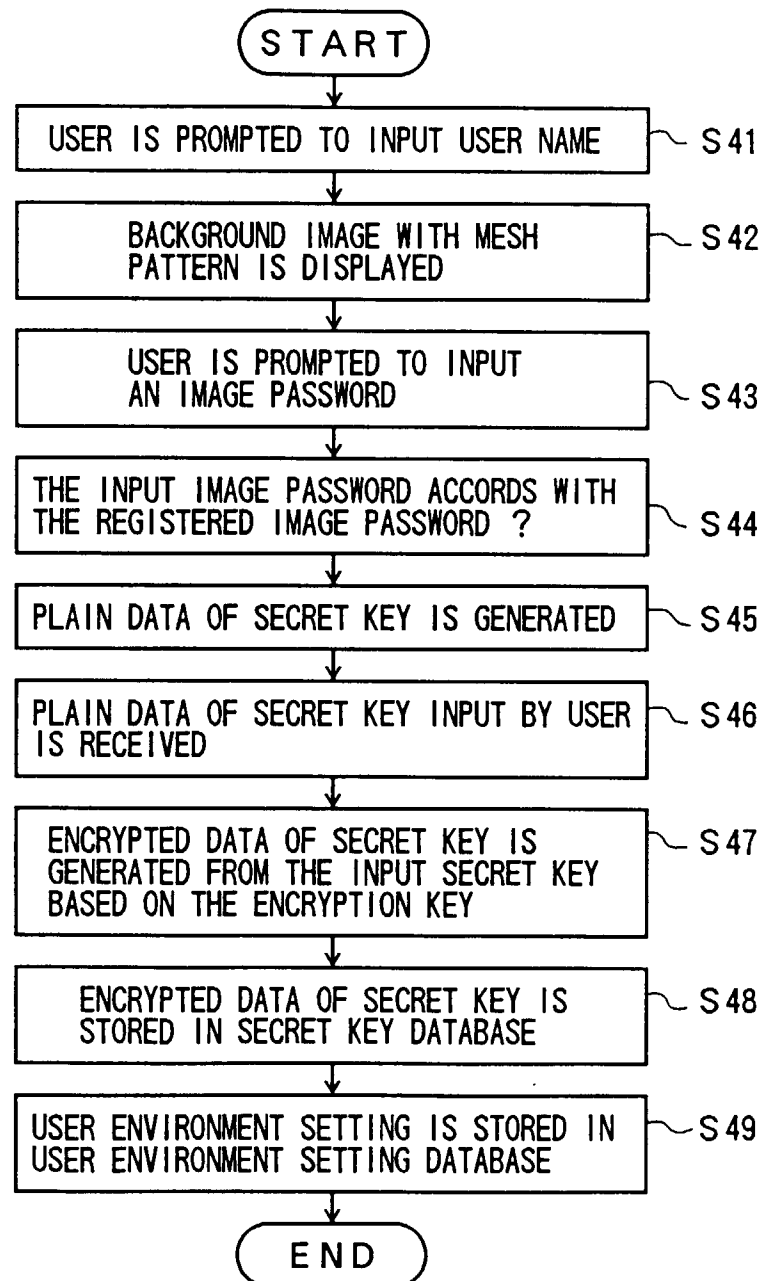 START
USER IS PROMPTED TO INPUT USER NAME
S41
BACKGROUND IMAGE WITH MESH
PATTERN IS DISPLAYED
S42
USER IS PROMPTED TO INPUT
AN IMAGE PASSWORD
S43
THE INPUT IMAGE PASSWORD ACCORDS WITH
THE REGISTERED IMAGE PASSWORD ?
S44
PLAIN DATA OF SECRET KEY IS GENERATED
S45
PLAIN DATA OF SECRET KEY INPUT BY USER
IS RECEIVED
S46
ENCRYPTED DATA OF SECRET KEY IS
GENERATED FROM THE INPUT SECRET KEY
BASED ON THE ENCRYPTION KEY
S47
ENCRYPTED DATA OF SECRET KEY IS
STORED IN SECRET KEY DATABASE
S48
USER ENVIRONMENT SETTING IS STORED IN
USER ENVIRONMENT SETTING DATABASE
S49
END